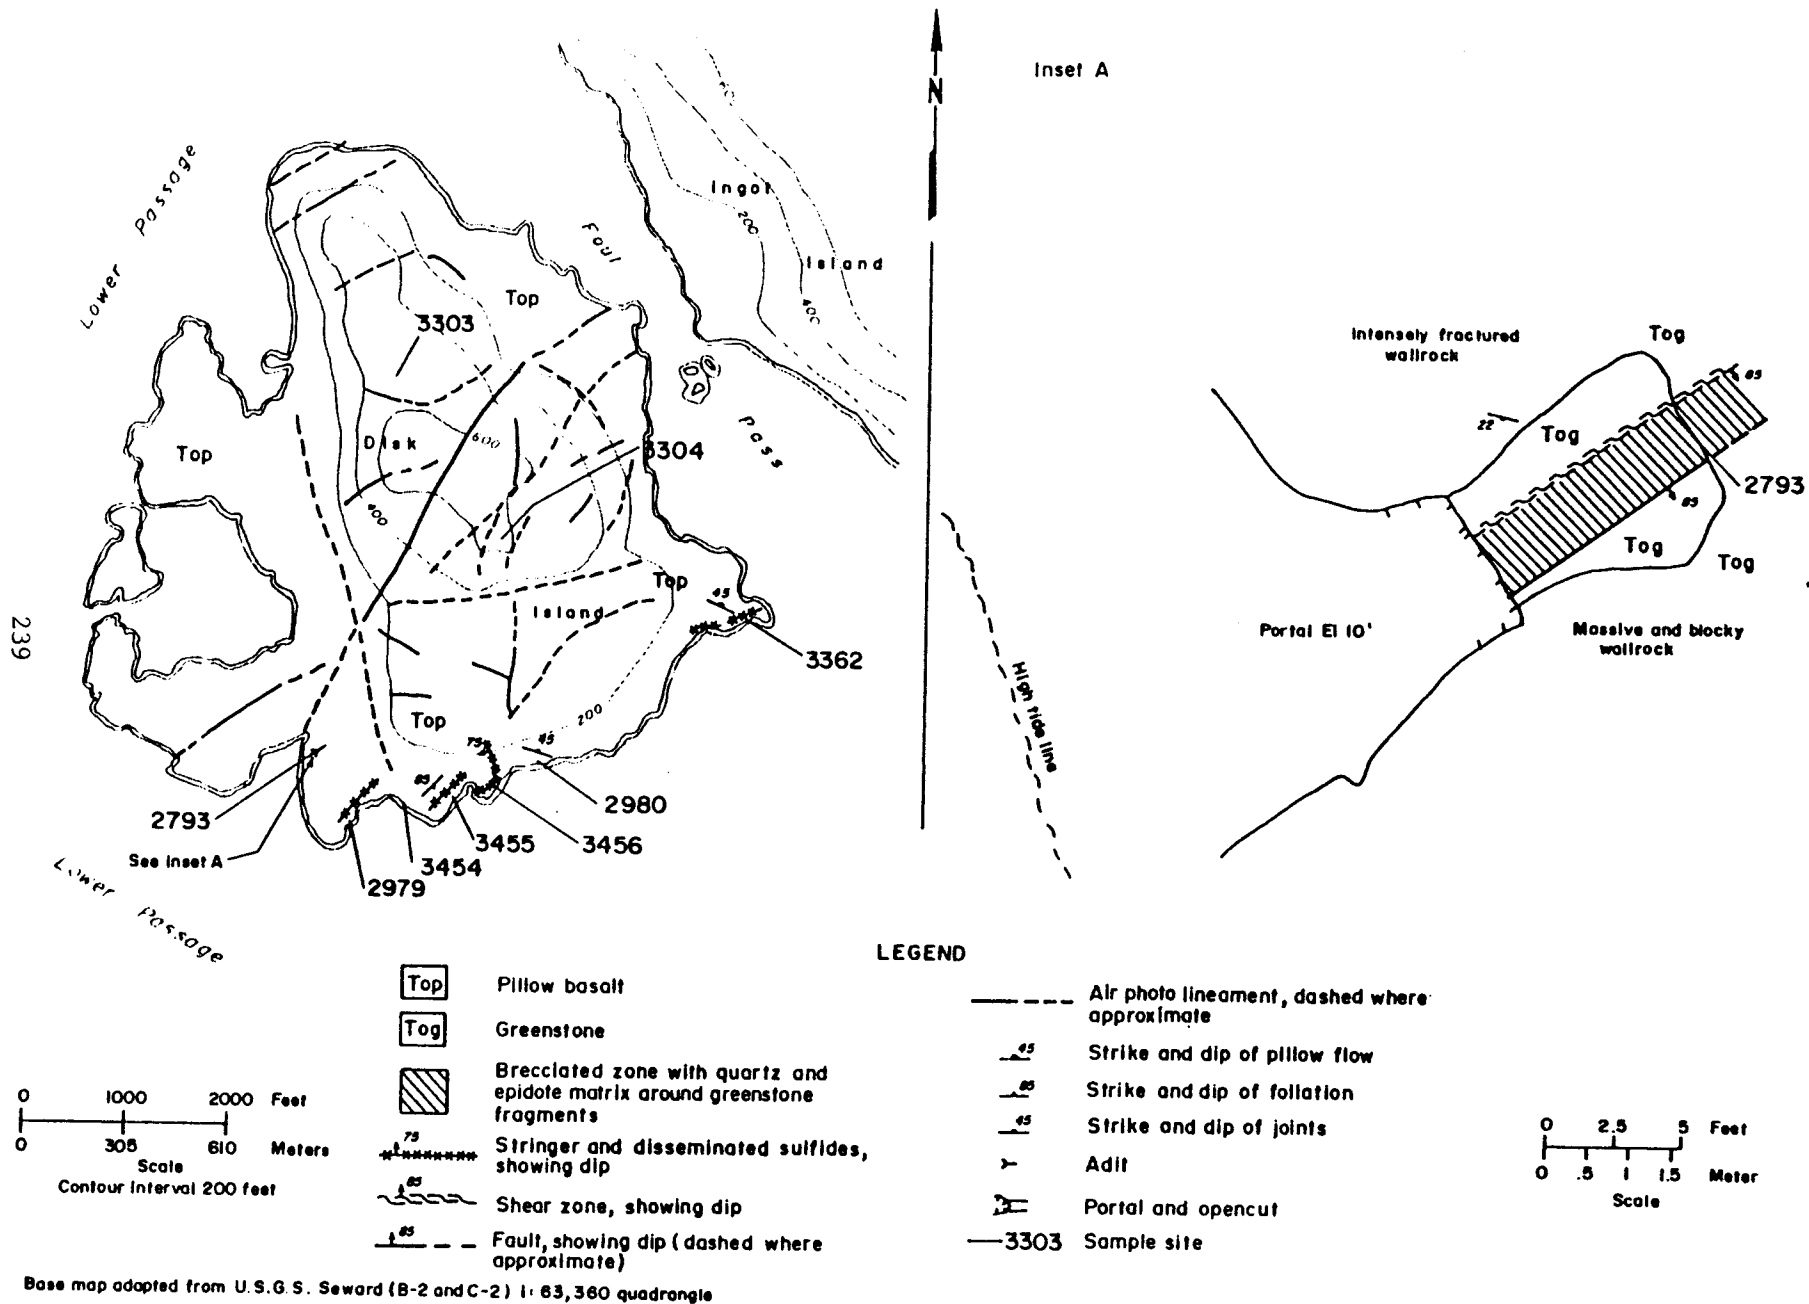 Inset A
N
Lower Passage
Foul
Pass
Ingot
Island
200
400
Top
3303
Disk
600
3304
Top
400
Top
45
Island
3362
Top
200
75
45
85
2980
2793
3455
3456
See Inset A
3454
2979
Lower Passage
239
Intensely fractured
wallrock
Tog
85
22
Tog
2793
85
Tog
Tog
Portal El 10'
Massive and blocky
wallrock
High tide line
LEGEND
Top Pillow basalt
Tog Greenstone
Brecciated zone with quartz and
epidote matrix around greenstone
fragments
75 Stringer and disseminated sulfides,
showing dip
85 Shear zone, showing dip
85 Fault, showing dip (dashed where
approximate)
Air photo lineament, dashed where
approximate
45 Strike and dip of pillow flow
85 Strike and dip of foliation
45 Strike and dip of joints
Adit
Portal and opencut
3303 Sample site
0 1000 2000 Feet
0 305 610 Meters
Scale
Contour interval 200 feet
0 2.5 5 Feet
0 .5 1 1.5 Meter
Scale
Base map adapted from U.S.G.S. Seward (B-2 and C-2) 1:63,360 quadrangle